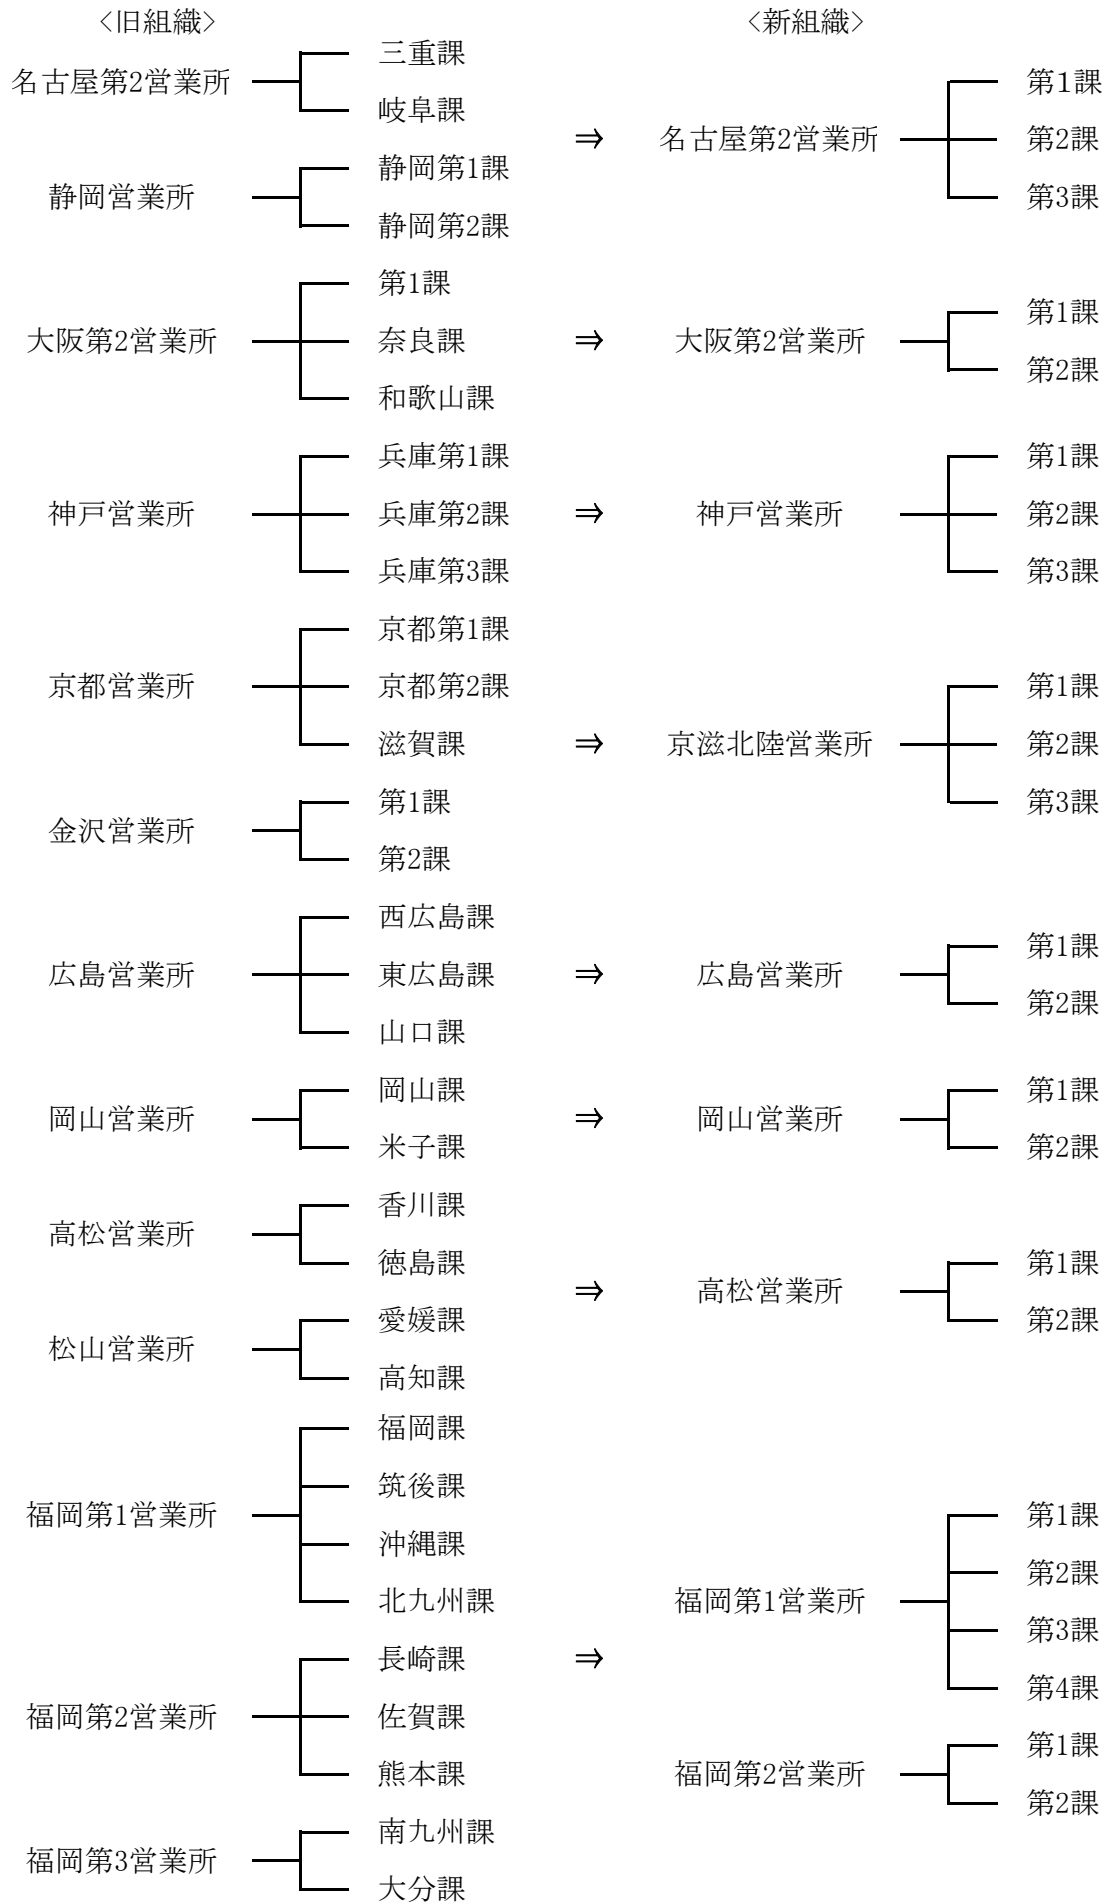 <旧組織> <新組織>
三重課
名古屋第2営業所 第1課
岐阜課
⇒ 名古屋第2営業所 第2課
静岡第1課
静岡営業所 第3課
静岡第2課
第1課
第1課
大阪第2営業所 奈良課 ⇒ 大阪第2営業所
第2課
和歌山課
兵庫第1課 第1課
神戸営業所 兵庫第2課 ⇒ 神戸営業所 第2課
兵庫第3課 第3課
京都第1課
京都営業所 京都第2課 第1課
滋賀課 ⇒ 京滋北陸営業所 第2課
第1課 第3課
金沢営業所
第2課
西広島課
第1課
広島営業所 東広島課 ⇒ 広島営業所
第2課
山口課
岡山課 第1課
岡山営業所 ⇒ 岡山営業所
米子課 第2課
香川課
高松営業所
徳島課 第1課
⇒ 高松営業所
愛媛課 第2課
松山営業所
高知課
福岡課
筑後課
福岡第1営業所 第1課
沖縄課
第2課
北九州課 福岡第1営業所
第3課
長崎課 ⇒
第4課
福岡第2営業所 佐賀課
第1課
熊本課 福岡第2営業所
第2課
南九州課
福岡第3営業所
大分課